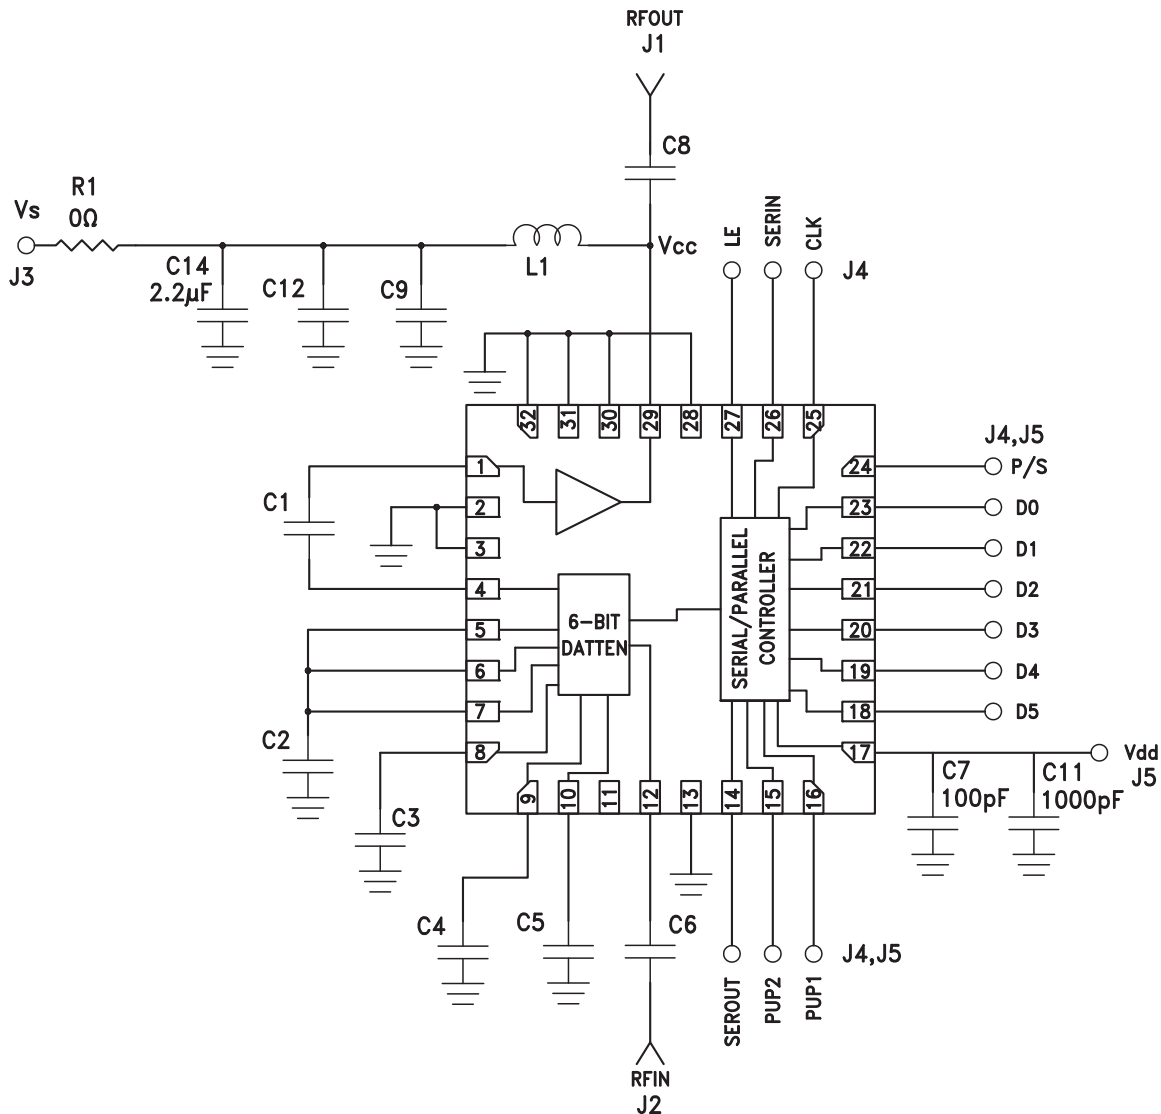 RFOUT
J1
C8
R1
0Ω
Vs
J3
C14
2.2μF
C12
C9
L1
Vcc
LE
SERIN
CLK
J4
32
31
30
29
28
27
26
25
J4,J5
1
24
P/S
C1
2
23
D0
3
22
D1
4
21
D2
SERIAL/PARALLEL
CONTROLLER
6-BIT
DATTEN
5
20
D3
6
19
D4
7
18
D5
C2
8
17
Vdd
J5
C7
100pF
C11
1000pF
9
10
11
12
13
14
15
16
C3
C4
C5
C6
J4,J5
SEROUT
PUP2
PUP1
RFIN
J2